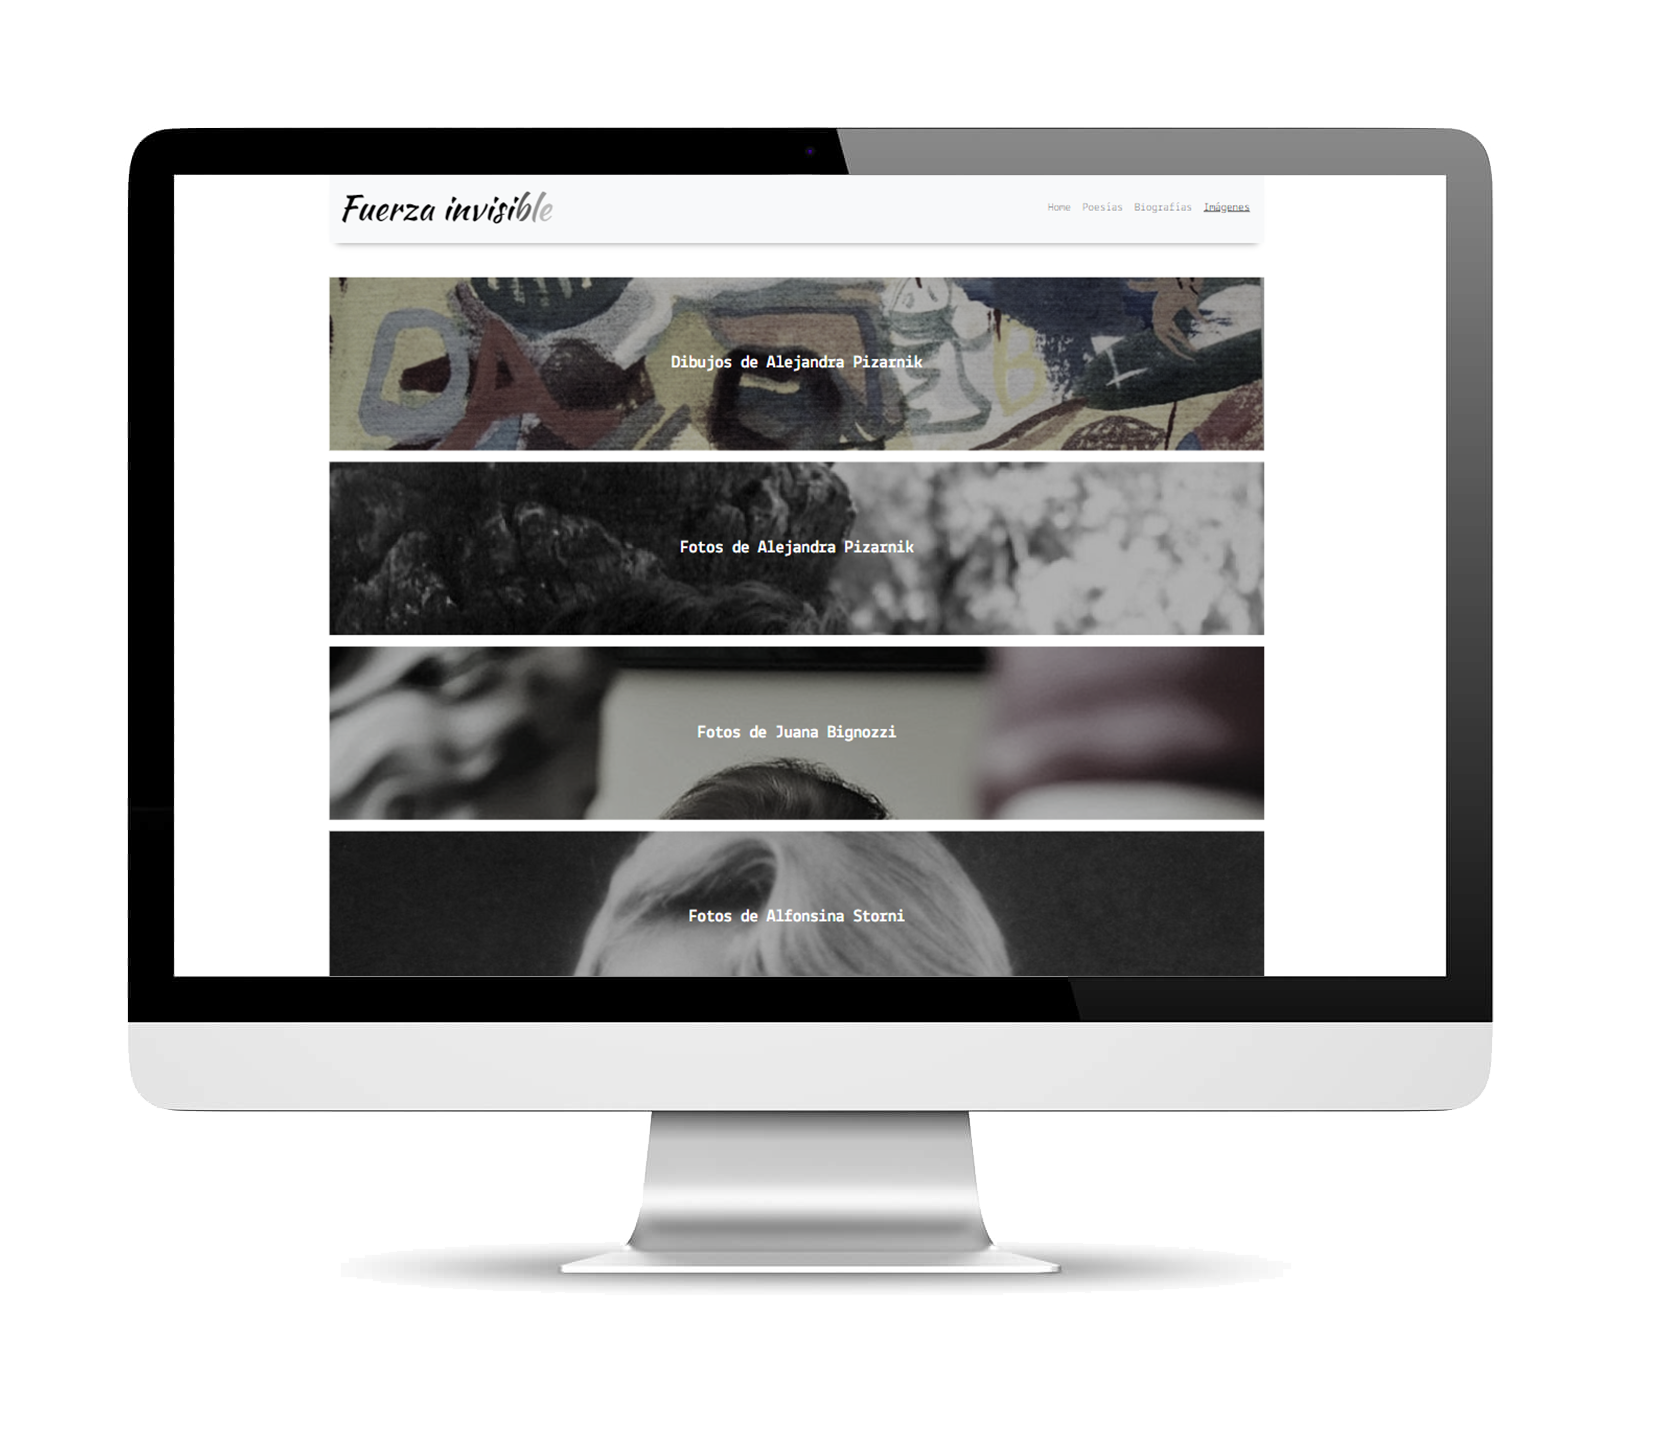 Fuerza invisible
Home Poesías Biografías Imágenes
Dibujos de Alejandra Pizarnik
Fotos de Alejandra Pizarnik
Fotos de Juana Bignozzi
Fotos de Alfonsina Storni